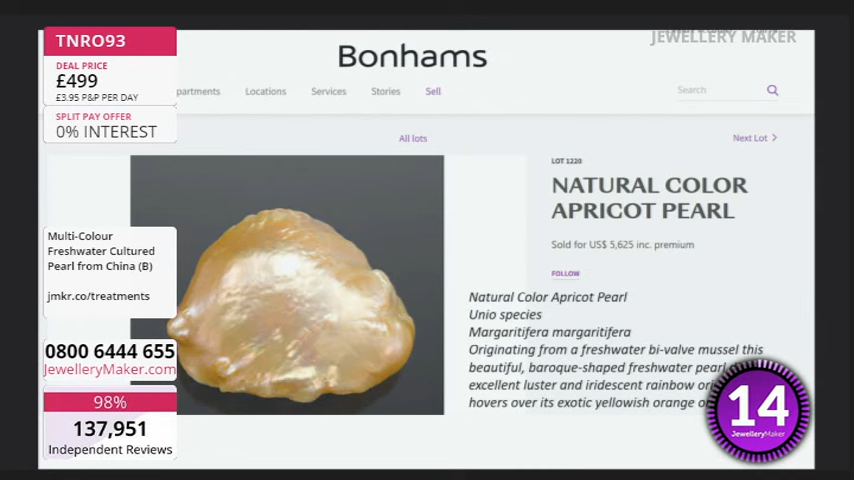 TNRO93
DEAL PRICE
£499
£3.95 P&P PER DAY
SPLIT PAY OFFER
0% INTEREST
Multi-Colour
Freshwater Cultured
Pearl from China (B)
jmkr.co/treatments
0800 6444 655
JewelleryMaker.com
98%
137,951
Independent Reviews
JEWELLERY MAKER
Bonhams
Locations
Services
Stories
Sell
Search
All lots
Next Lot
LOT 1220
NATURAL COLOR
APRICOT PEARL
Sold for US$ 5,625 inc. premium
FOLLOW
Natural Color Apricot Pearl
Unio species
Margaritifera margaritifera
Originating from a freshwater bi-valve mussel this
beautiful, baroque-shaped freshwater pearl
excellent luster and iridescent rainbow
hovers over its exotic yellowish orange
14
JewelleryMaker